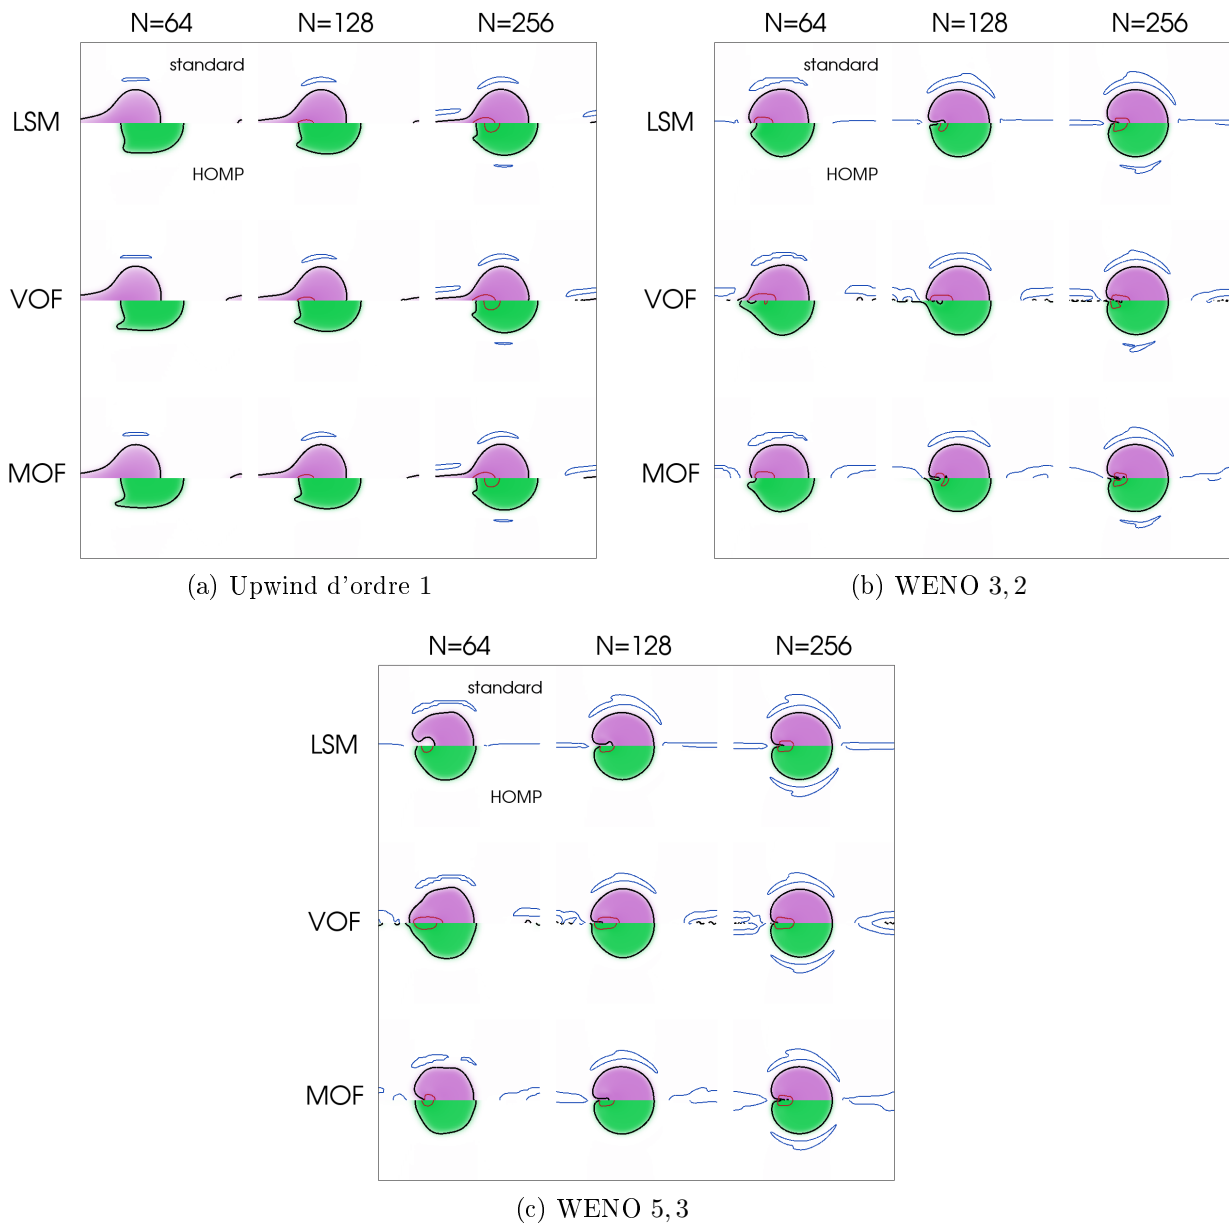 N=64 N=128 N=256
standard
LSM
HOMP
VOF
MOF
(a) Upwind d'ordre 1
N=64 N=128 N=256
standard
LSM
HOMP
VOF
MOF
(b) WENO 3, 2
N=64 N=128 N=256
standard
LSM
HOMP
VOF
MOF
(c) WENO 5, 3